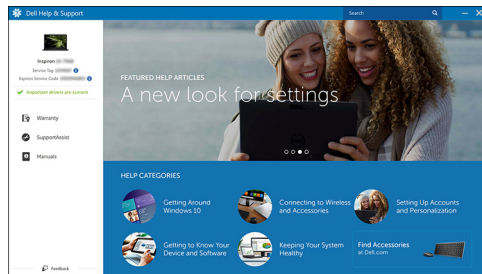 Dell Help & Support
Search
Inspiron
Service Tag
Express Service Code
Important drivers are current
Warranty
SupportAssist
Manuals
Feedback
FEATURED HELP ARTICLES
A new look for settings
HELP CATEGORIES
Getting Around
Windows 10
Connecting to Wireless
and Accessories
Setting Up Accounts
and Personalization
Getting to Know Your
Device and Software
Keeping Your System
Healthy
Find Accessories
at Dell.com